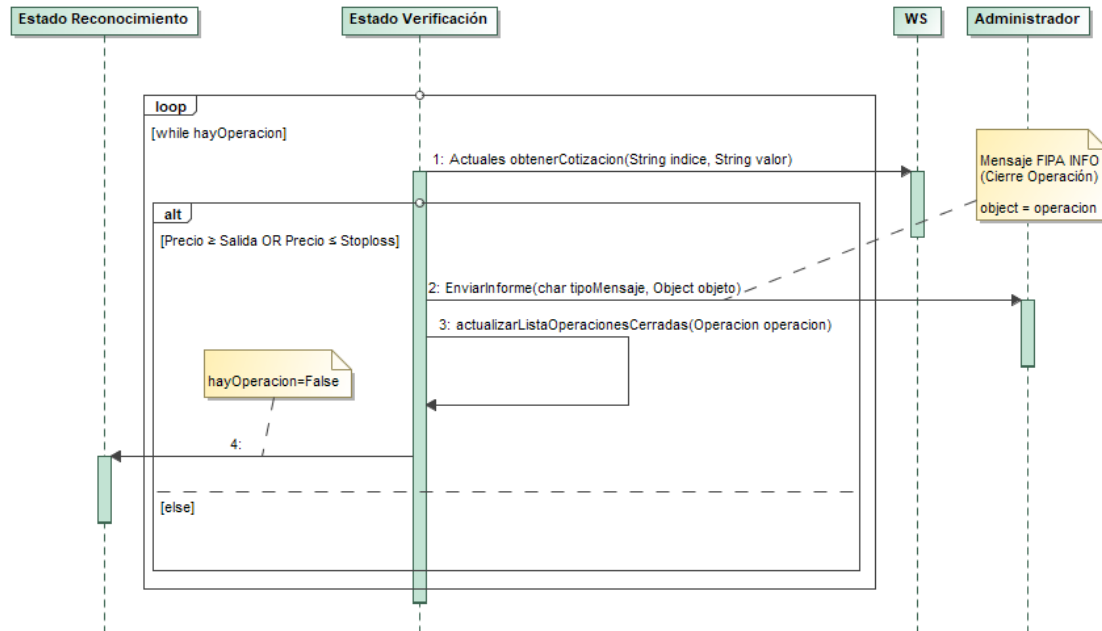 Estado Reconocimiento
Estado Verificación
WS
Administrador
loop
[while hayOperacion]
1: Actuales obtenerCotizacion(String indice, String valor)
Mensaje FIPA INFO
(Cierre Operación)
object = operacion
alt
[Precio ≥ Salida OR Precio ≤ Stoploss]
2: EnviarInforme(char tipoMensaje, Object objeto)
3: actualizarListaOperacionesCerradas(Operacion operacion)
hayOperacion=False
4:
[else]